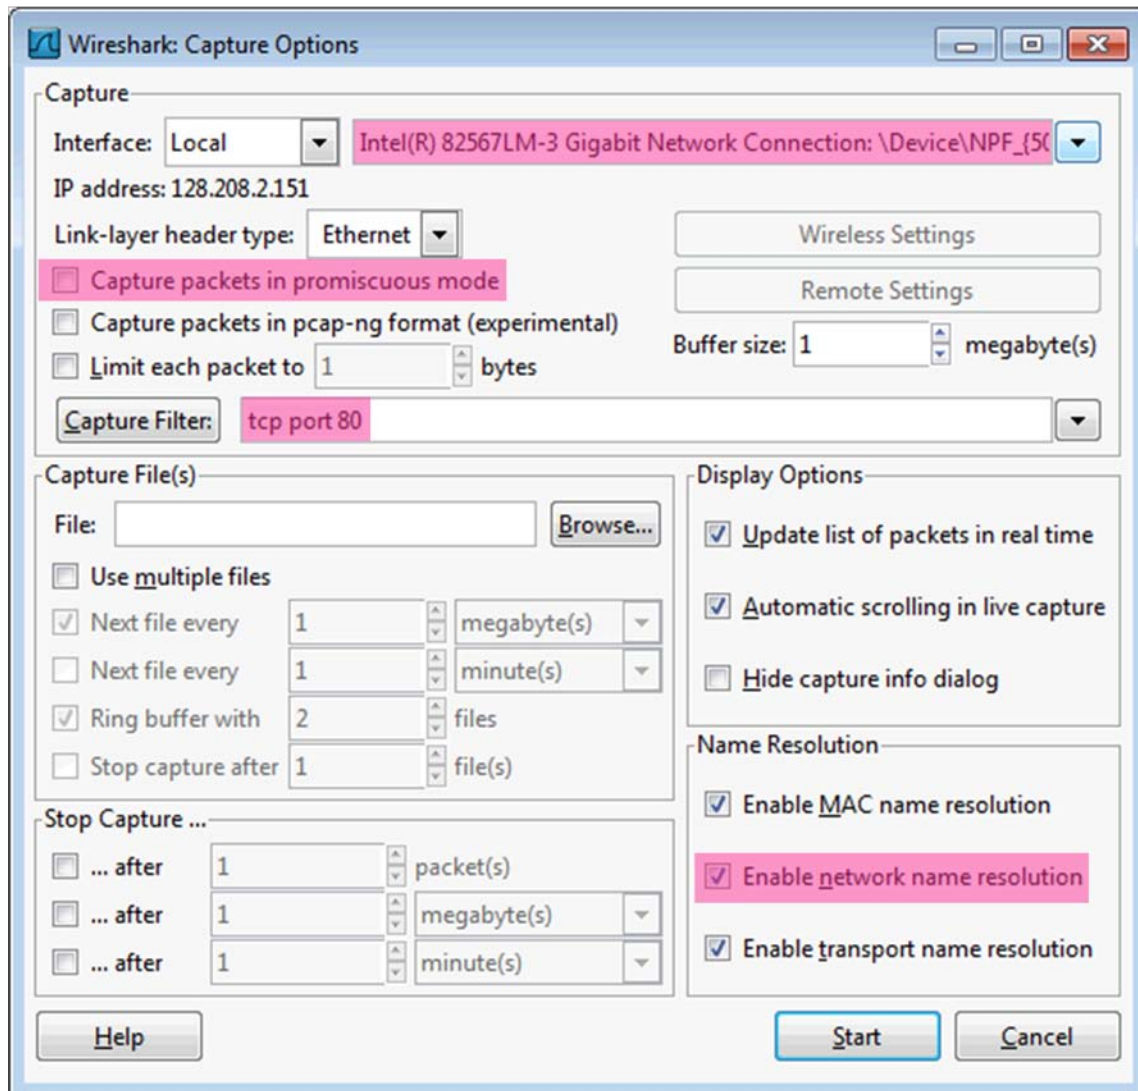 Wireshark: Capture Options
Capture
Interface: Local Intel(R) 82567LM-3 Gigabit Network Connection: \Device\NPF_{50
IP address: 128.208.2.151
Link-layer header type: Ethernet Wireless Settings
Capture packets in promiscuous mode Remote Settings
Capture packets in pcap-ng format (experimental)
Buffer size: 1 megabyte(s)
Limit each packet to 1 bytes
Capture Filter: tcp port 80
Capture File(s)
File: Browse...
Use multiple files
Next file every 1 megabyte(s)
Next file every 1 minute(s)
Ring buffer with 2 files
Stop capture after 1 file(s)
Stop Capture ...
... after 1 packet(s)
... after 1 megabyte(s)
... after 1 minute(s)
Display Options
Update list of packets in real time
Automatic scrolling in live capture
Hide capture info dialog
Name Resolution
Enable MAC name resolution
Enable network name resolution
Enable transport name resolution
Help Start Cancel